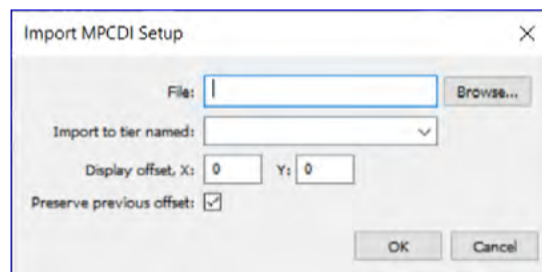 Import MPCDI Setup
File: Browse...
Import to tier named:
Display offset, X: 0 Y: 0
Preserve previous offset:
OK Cancel